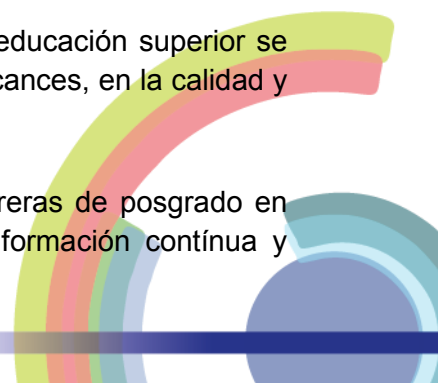 educación superior se
cances, en la calidad y
reras de posgrado en
formación contínua y